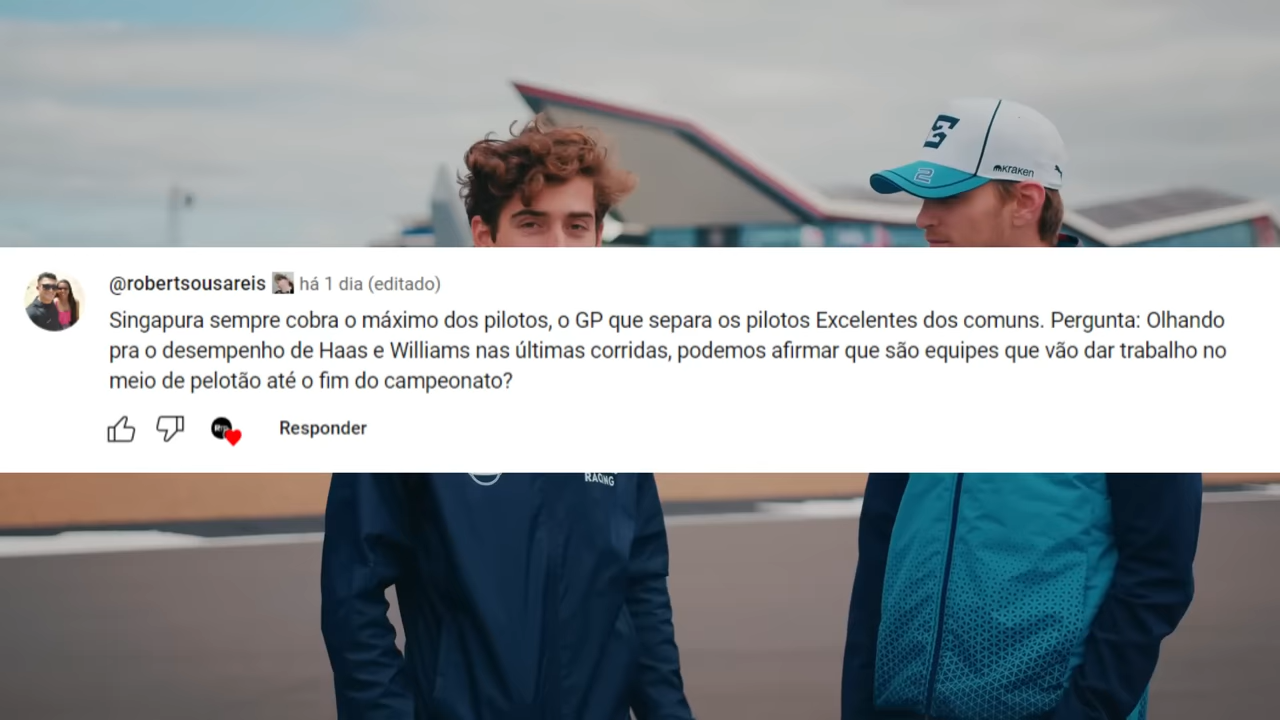 S
KRAKEN
2
@robertsousareis há 1 dia (editado)
Singapura sempre cobra o máximo dos pilotos, o GP que separa os pilotos Excelentes dos comuns. Pergunta: Olhando
pra o desempenho de Haas e Williams nas últimas corridas, podemos afirmar que são equipes que vão dar trabalho no
meio de pelotão até o fim do campeonato?
Responder
RACING